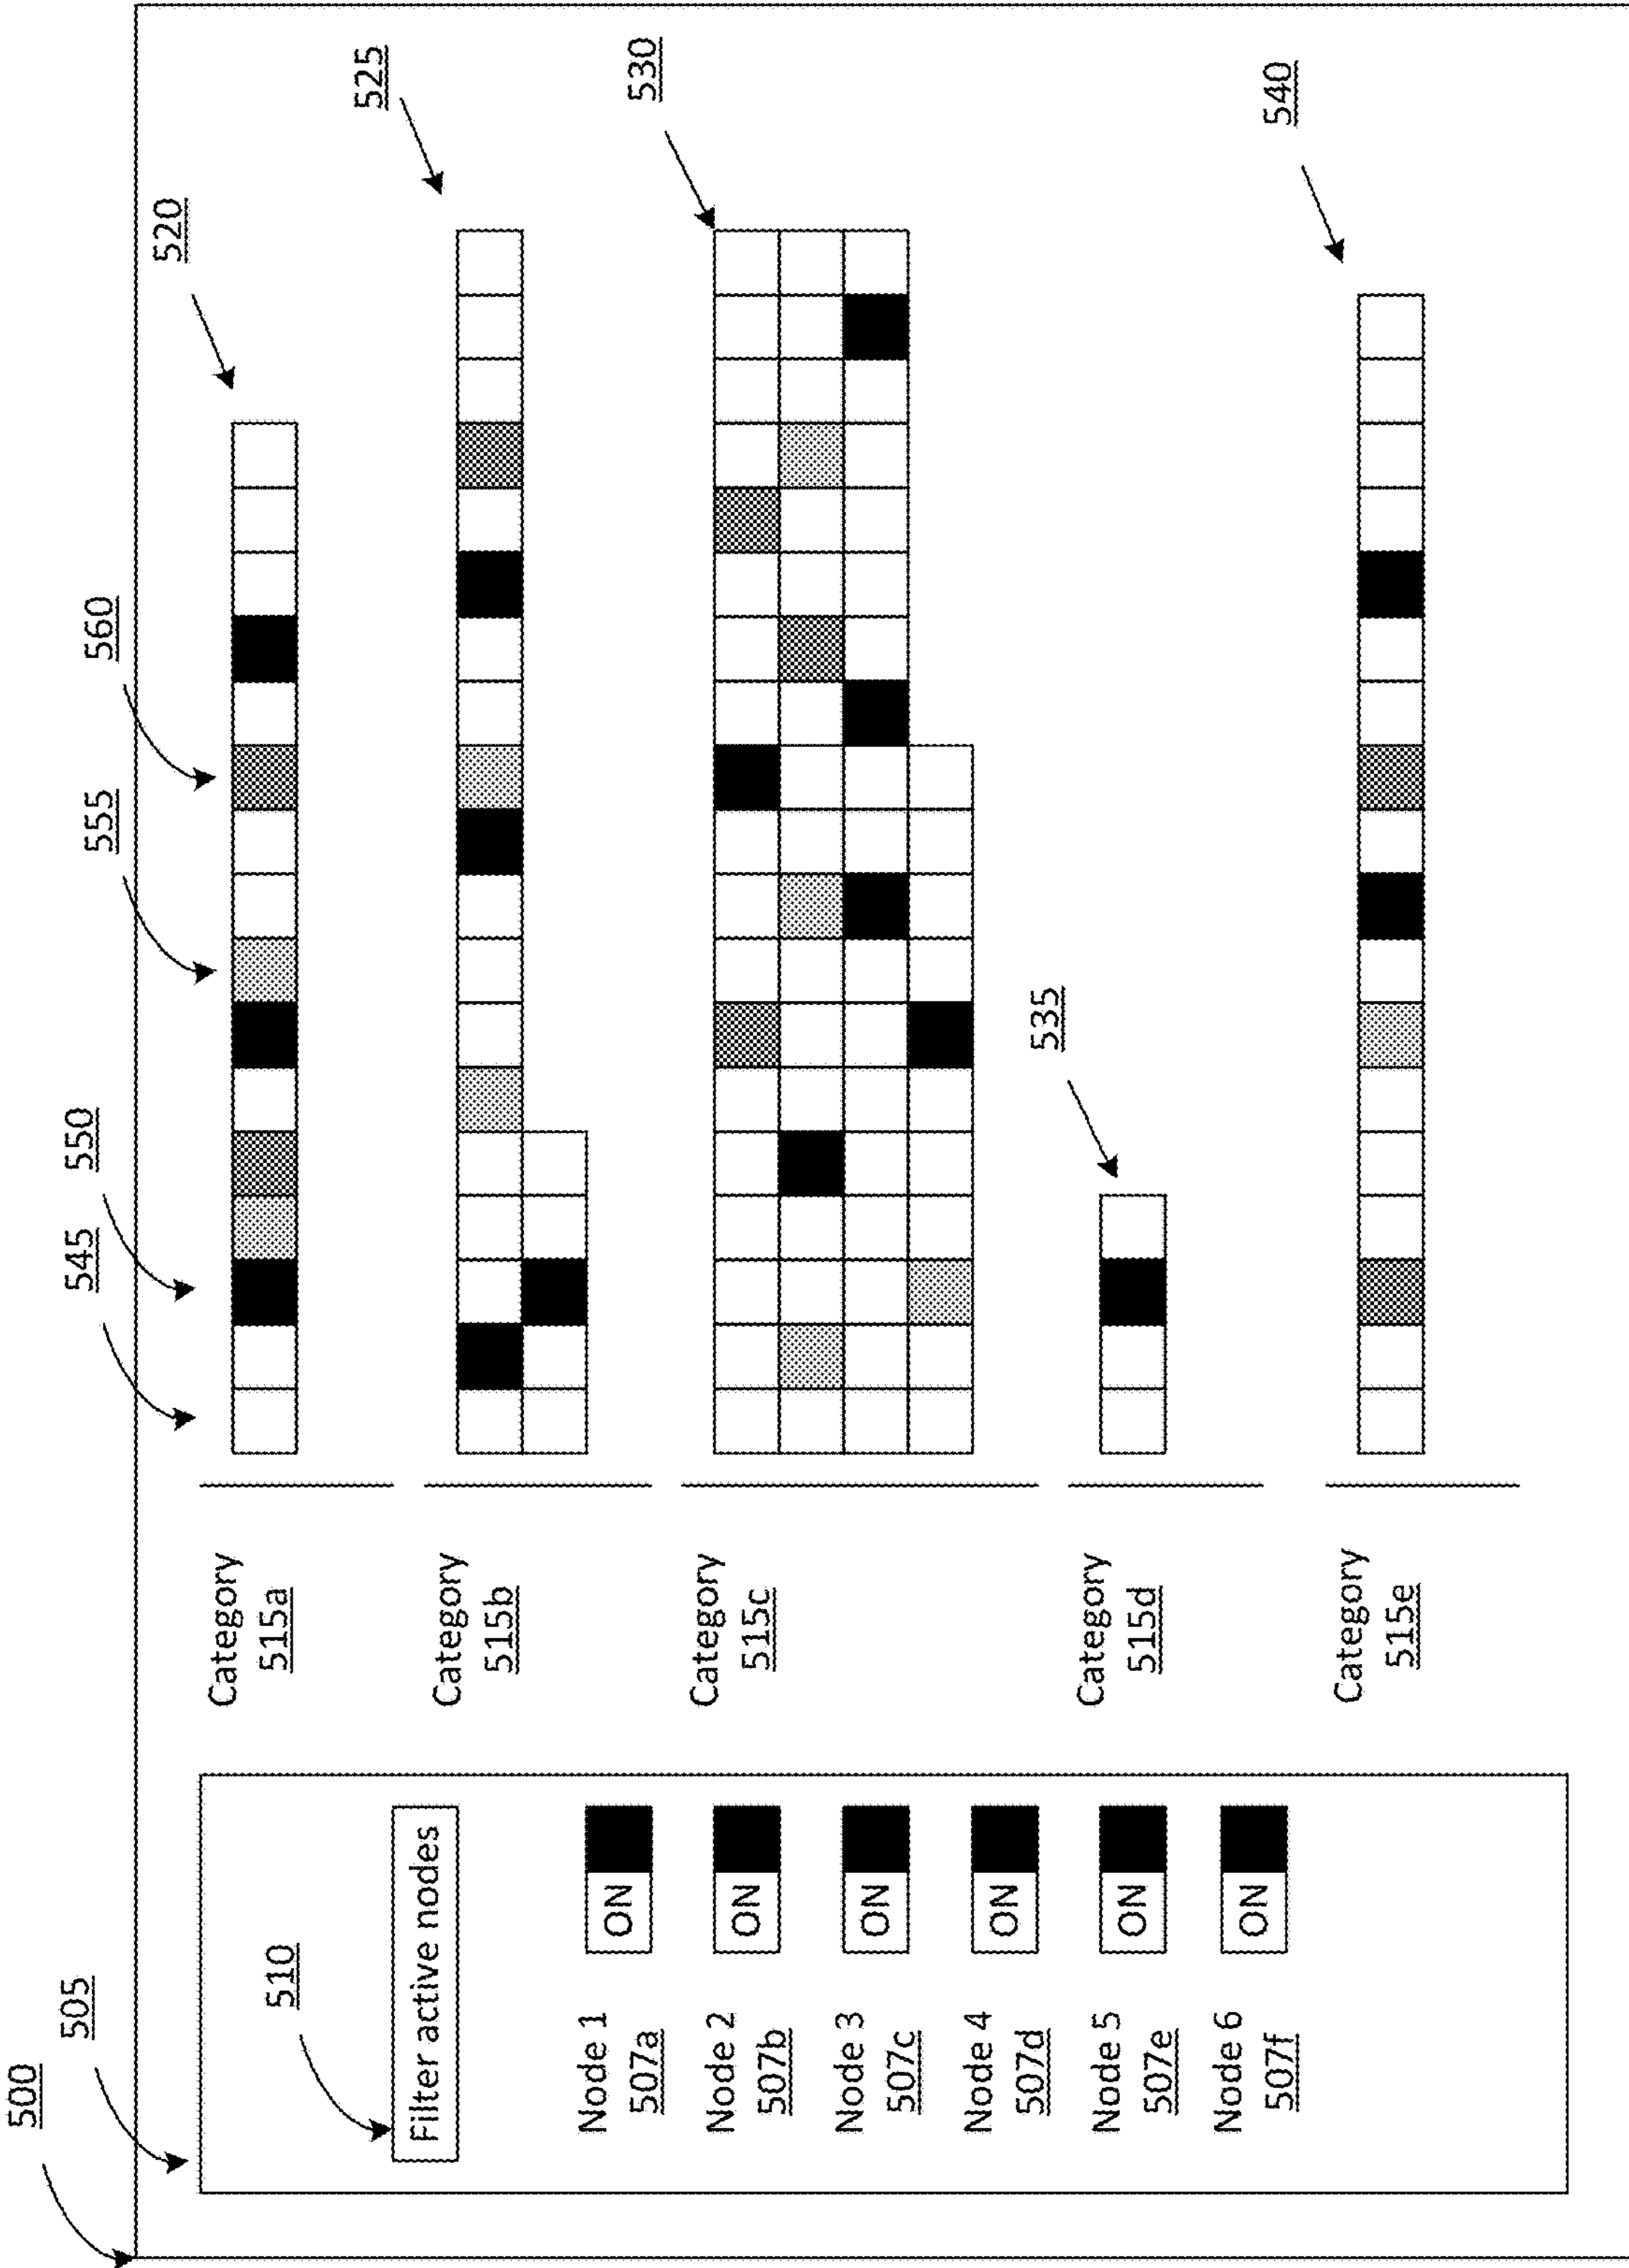 500
505
510
Filter active nodes
Node 1
507a
ON
Node 2
507b
ON
Node 3
507c
ON
Node 4
507d
ON
Node 5
507e
ON
Node 6
507f
ON
Category
515a
545
550
555
560
520
Category
515b
525
Category
515c
530
Category
515d
535
Category
515e
540